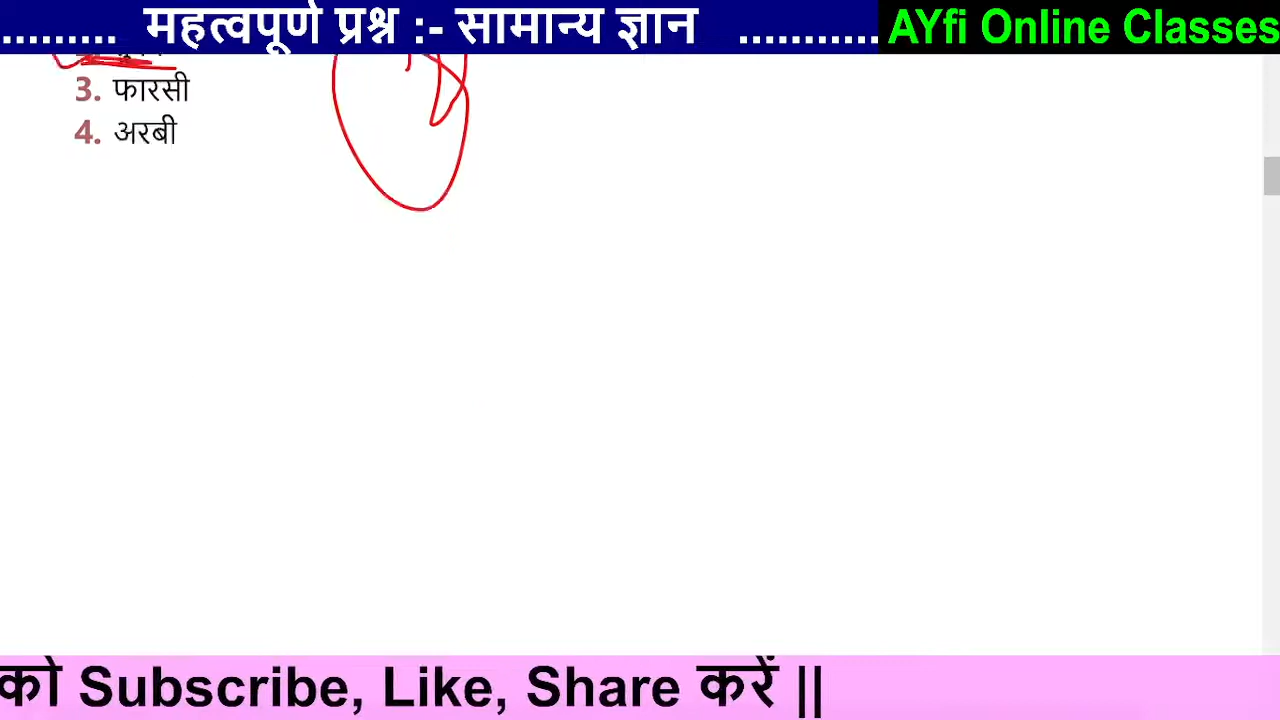 ......... महत्वपूर्ण प्रश्न :- सामान्य ज्ञान ........... AYfi Online Classes
3. फारसी
4. अरबी
को Subscribe, Like, Share करें ||